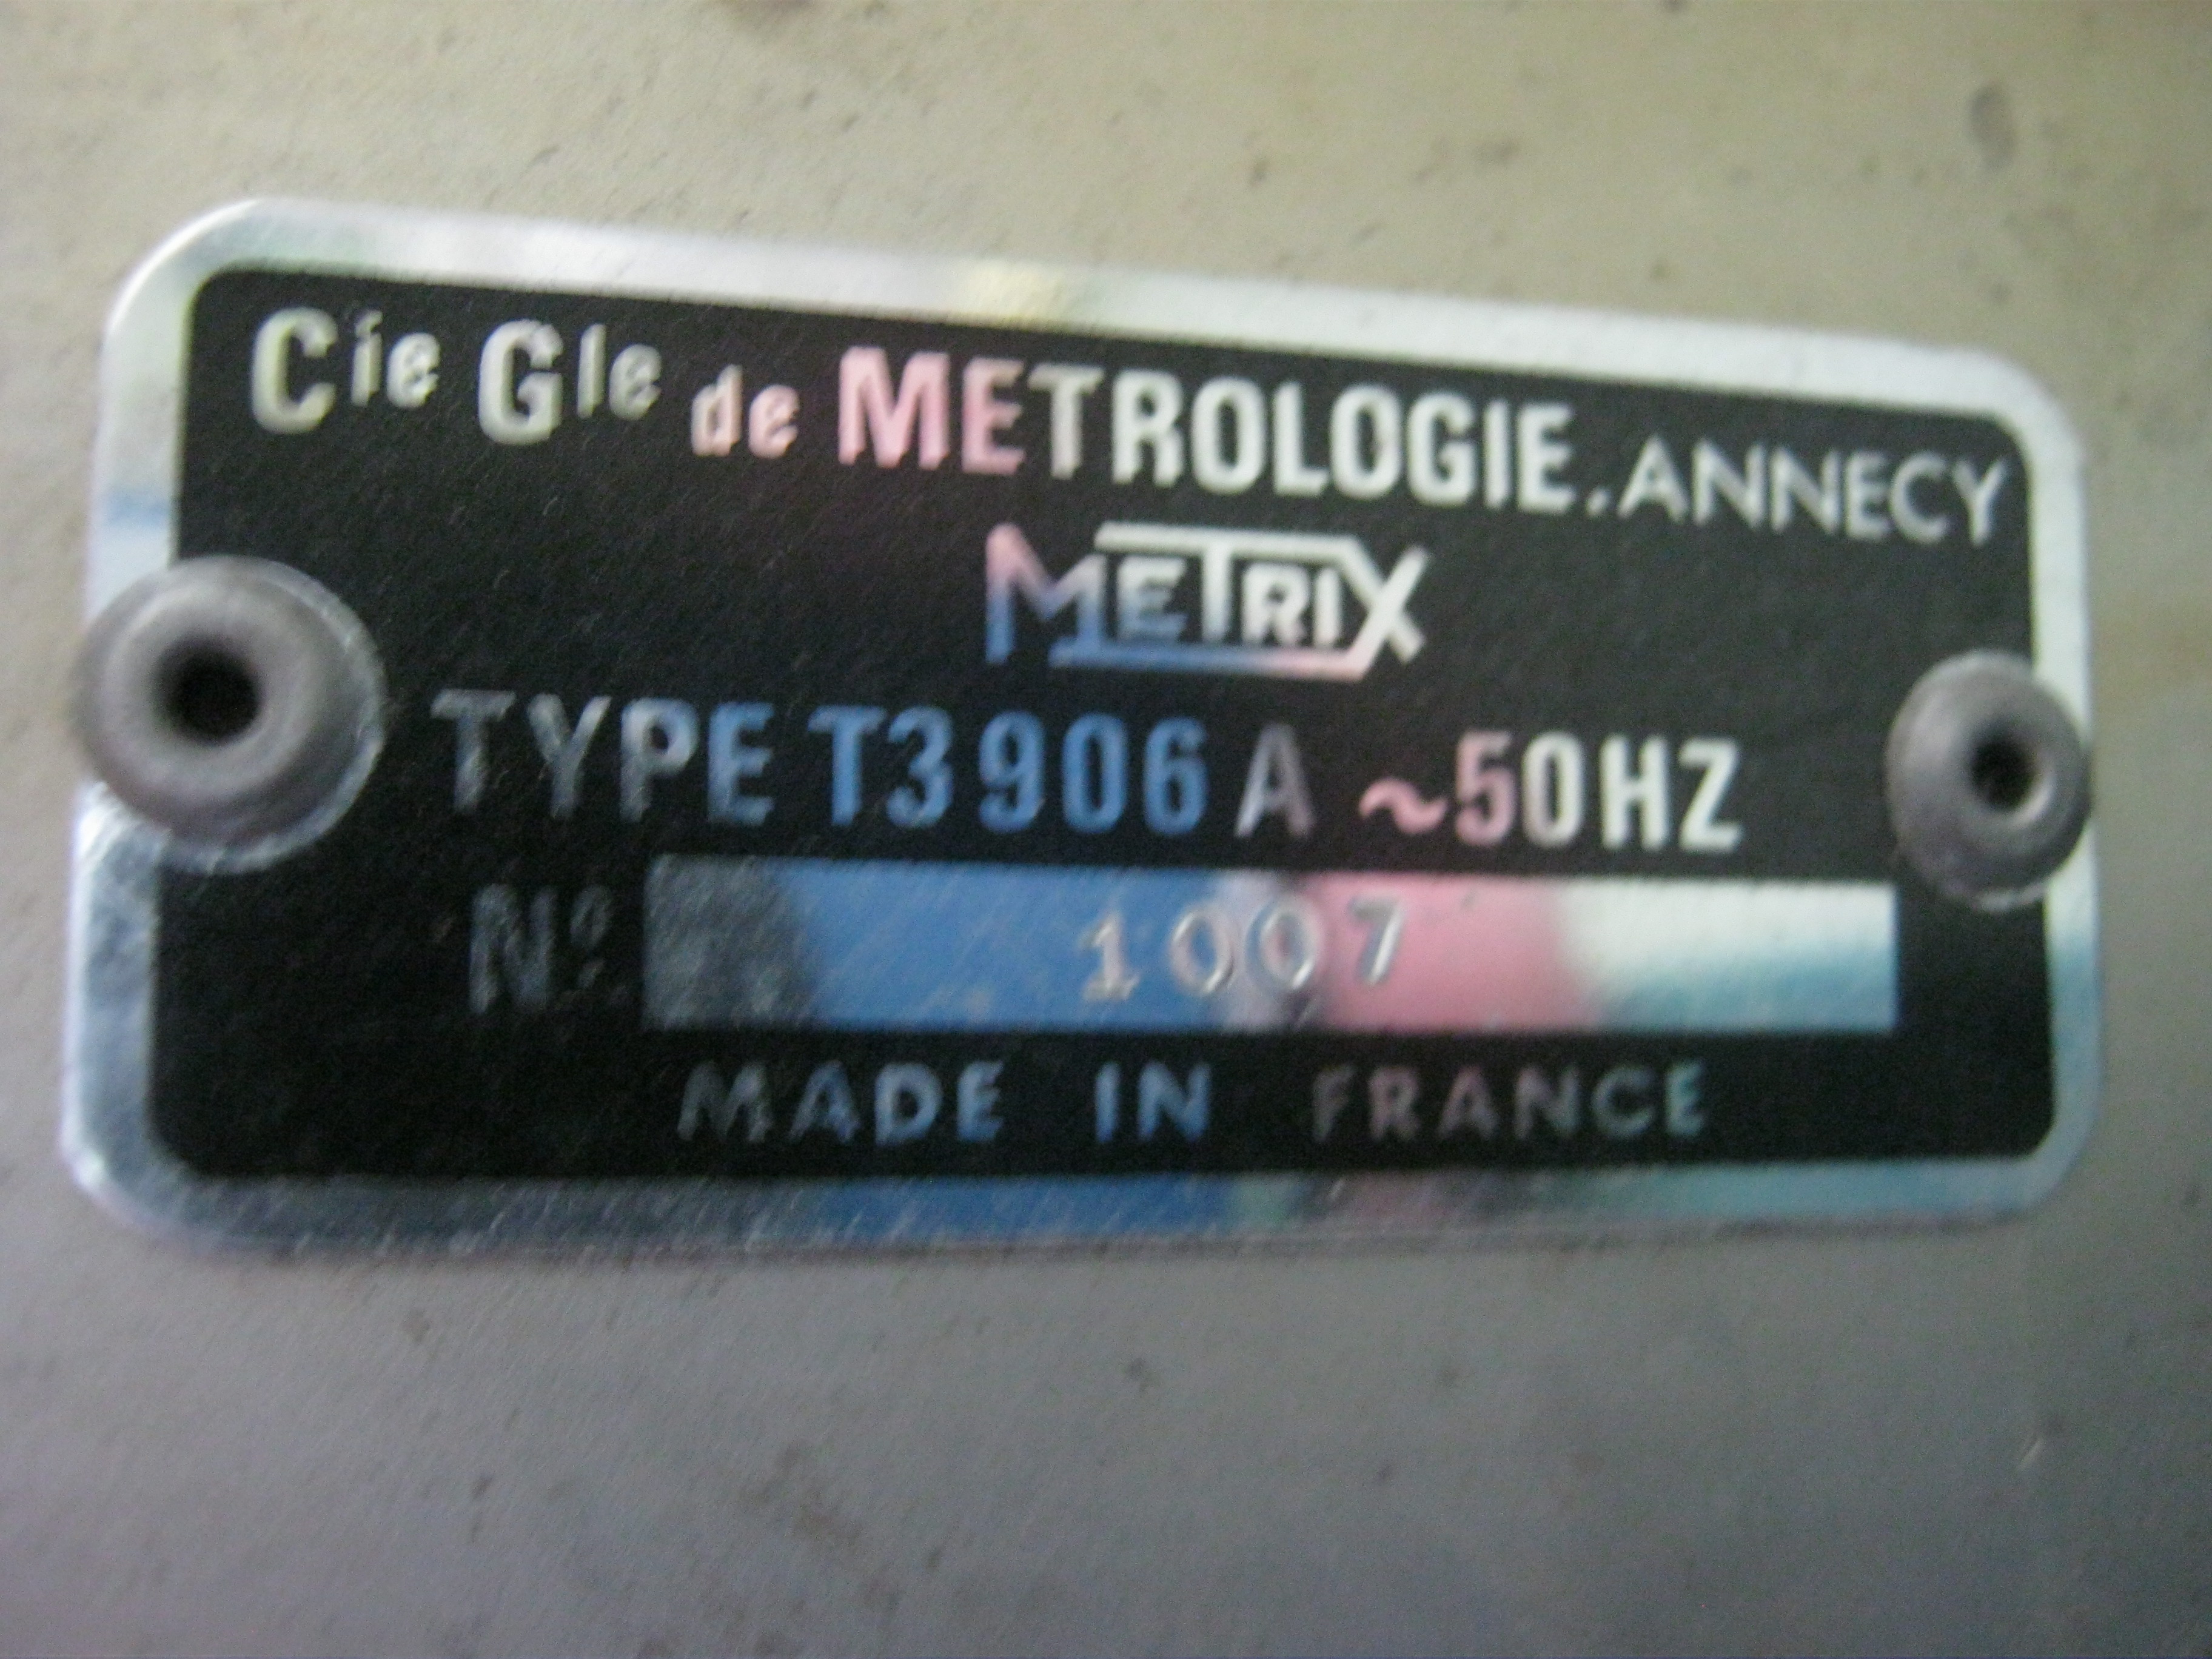 Cie Gle de METROLOGIE. ANNECY
METRIX
TYPE T3906 A ~50HZ
No 1007
MADE IN FRANCE